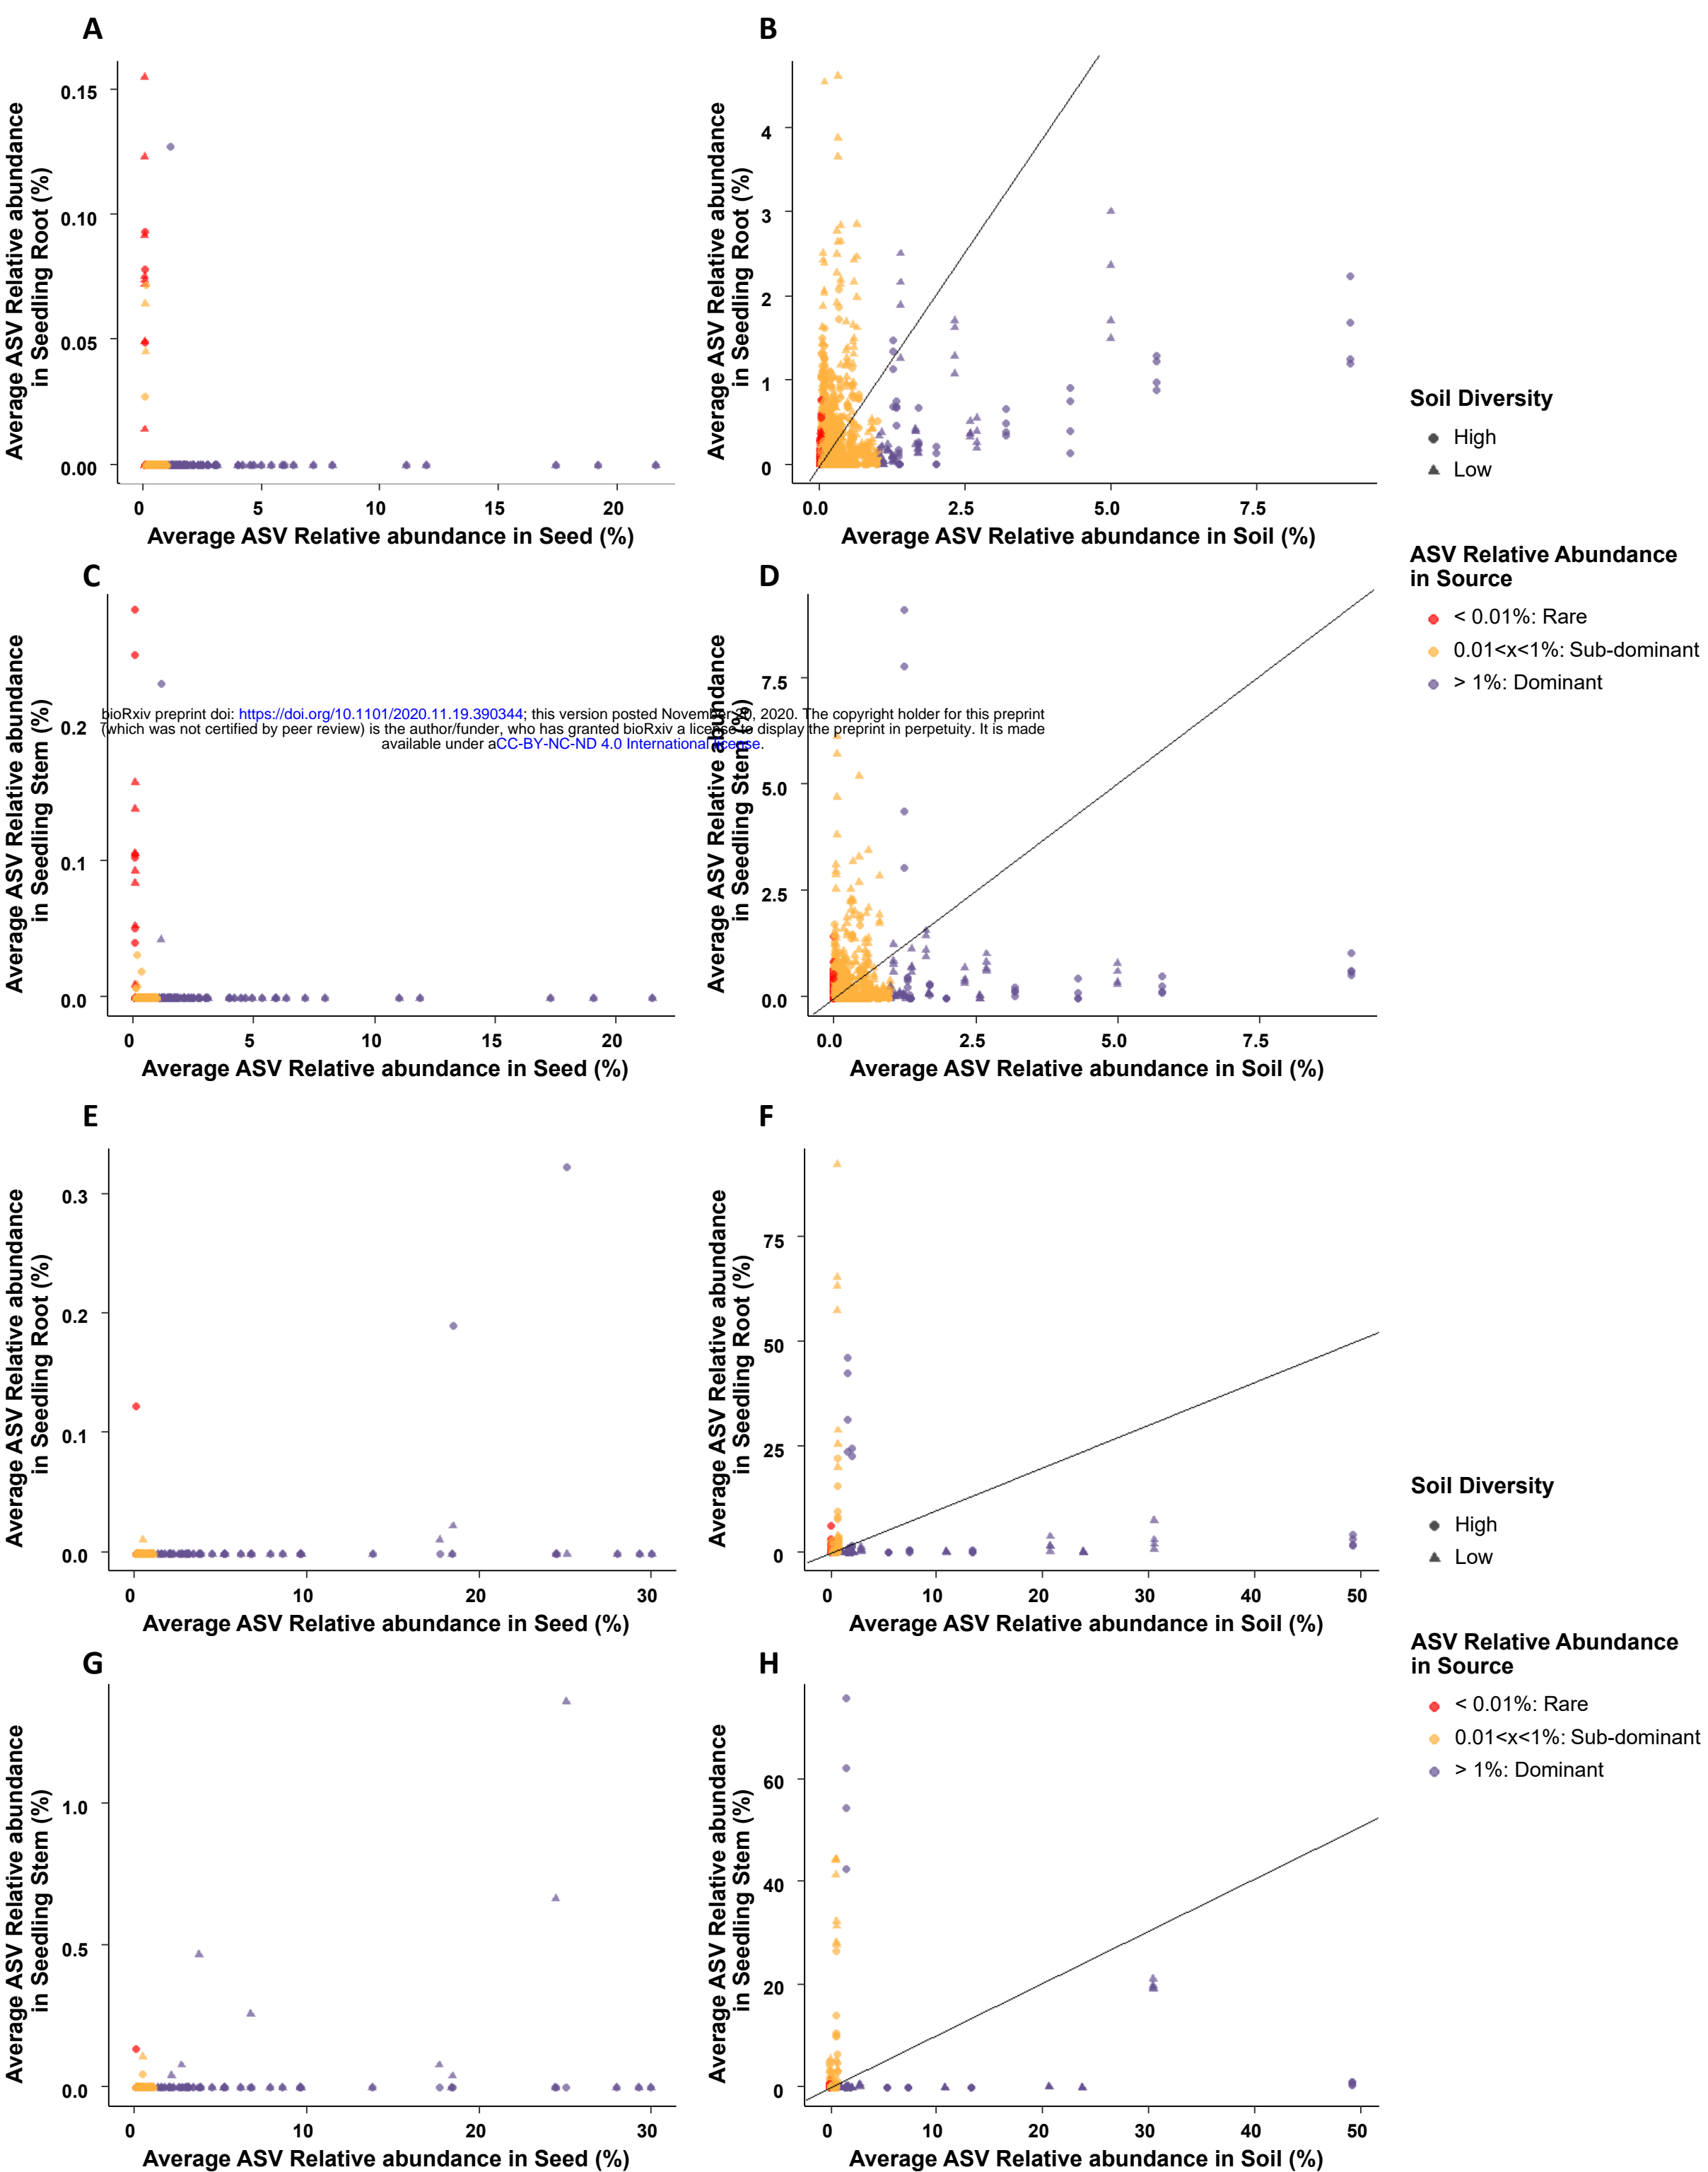 A
B
Average ASV Relative abundance
in Seedling Root (%)
0.15
0.10
0.05
0.00
0
5
10
15
20
Average ASV Relative abundance in Seed (%)
Average ASV Relative abundance
in Seedling Root (%)
4
3
2
1
0
0.0
2.5
5.0
7.5
Average ASV Relative abundance in Soil (%)
Soil Diversity
High
Low
ASV Relative Abundance
in Source
< 0.01%: Rare
0.01<x<1%: Sub-dominant
> 1%: Dominant
C
D
Average ASV Relative abundance
in Seedling Stem (%)
0.2
0.1
0.0
0
5
10
15
20
Average ASV Relative abundance in Seed (%)
Average ASV Relative abundance
in Seedling Stem (%)
7.5
5.0
2.5
0.0
0.0
2.5
5.0
7.5
Average ASV Relative abundance in Soil (%)
bioRxiv preprint doi: https://doi.org/10.1101/2020.11.19.390344; this version posted November 20, 2020. The copyright holder for this preprint
(which was not certified by peer review) is the author/funder, who has granted bioRxiv a license to display the preprint in perpetuity. It is made
available under aCC-BY-NC-ND 4.0 International license.
E
F
Average ASV Relative abundance
in Seedling Root (%)
0.3
0.2
0.1
0.0
0
10
20
30
Average ASV Relative abundance in Seed (%)
Average ASV Relative abundance
in Seedling Root (%)
75
50
25
0
0
10
20
30
40
50
Average ASV Relative abundance in Soil (%)
Soil Diversity
High
Low
ASV Relative Abundance
in Source
< 0.01%: Rare
0.01<x<1%: Sub-dominant
> 1%: Dominant
G
H
Average ASV Relative abundance
in Seedling Stem (%)
1.0
0.5
0.0
0
10
20
30
Average ASV Relative abundance in Seed (%)
Average ASV Relative abundance
in Seedling Stem (%)
60
40
20
0
0
10
20
30
40
50
Average ASV Relative abundance in Soil (%)